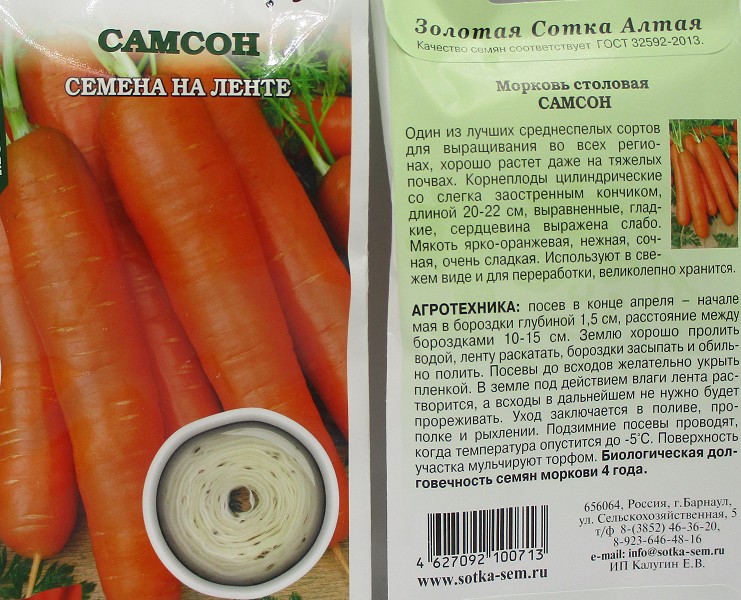 САМСОН
СЕМЕНА НА ЛЕНТЕ
Золотая Сотка Алтая
Качество семян соответствует ГОСТ 32592-2013.
Морковь столовая
САМСОН
Один из лучших среднеспелых сортов
для выращивания во всех регио-
нах, хорошо растет даже на тяжелых
почвах. Корнеплоды цилиндрические
со слегка заостренным кончиком,
длиной 20-22 см, выравненные, глад-
кие, сердцевина выражена слабо.
Мякоть ярко-оранжевая, нежная, соч-
ная, очень сладкая. Используют в све-
жем виде и для переработки, великолепно хранится.
АГРОТЕХНИКА: посев в конце апреля – начале
мая в бороздки глубиной 1,5 см, расстояние между
бороздками 10-15 см. Землю хорошо пролить
водой, ленту раскатать, бороздки засыпать и обиль-
но полить. Посевы до всходов желательно укрыть
пленкой. В земле под действием влаги лента рас-
творится, а всходы в дальнейшем не нужно будет
прореживать. Уход заключается в поливе, про-
полке и рыхлении. Подзимние посевы проводят,
когда температура опустится до -5°С. Поверхность
участка мульчируют торфом. Биологическая дол-
говечность семян моркови 4 года.
4 627092 100713
www.sotka-sem.ru
656064, Россия, г.Барнаул,
ул. Сельскохозяйственная, 5
т/ф 8-(3852) 46-36-20,
8-923-646-48-16
e-mail: info@sotka-sem.ru
ИП Калугин Е.В.